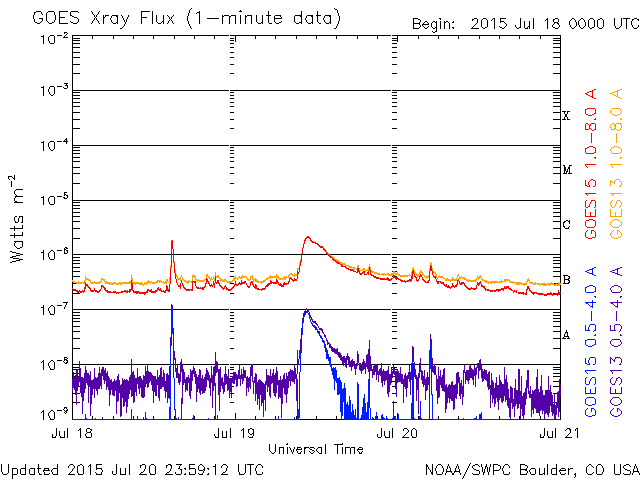 GOES Xray Flux (1-minute data)
Begin: 2015 Jul 18 0000 UTC
10-2
10-3
10-4
10-5
10-6
10-7
10-8
10-9
Watts m-2
X
M
C
B
A
GOES15 1.0-8.0 A
GOES13 1.0-8.0 A
GOES15 0.5-4.0 A
GOES13 0.5-4.0 A
Jul 18
Jul 19
Jul 20
Jul 21
Universal Time
Updated 2015 Jul 20 23:59:12 UTC
NOAA/SWPC Boulder, CO USA